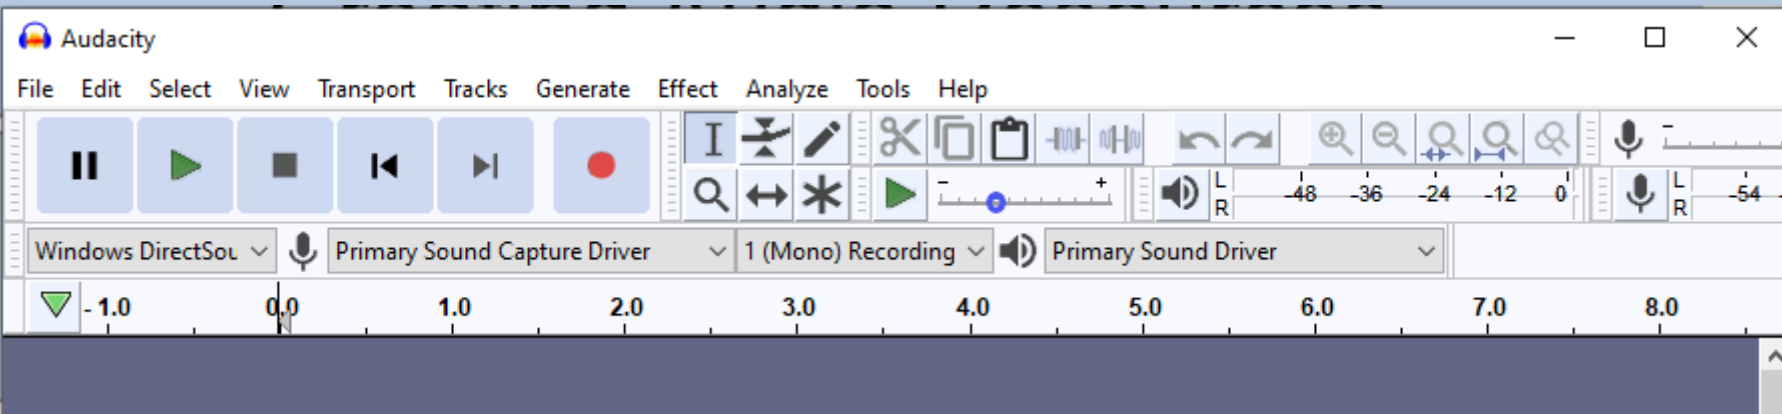 Audacity
File Edit Select View Transport Tracks Generate Effect Analyze Tools Help
- +
L R -48 -36 -24 -12 0
L R -54
Windows DirectSou Primary Sound Capture Driver 1 (Mono) Recording Primary Sound Driver
- 1.0 0.0 1.0 2.0 3.0 4.0 5.0 6.0 7.0 8.0